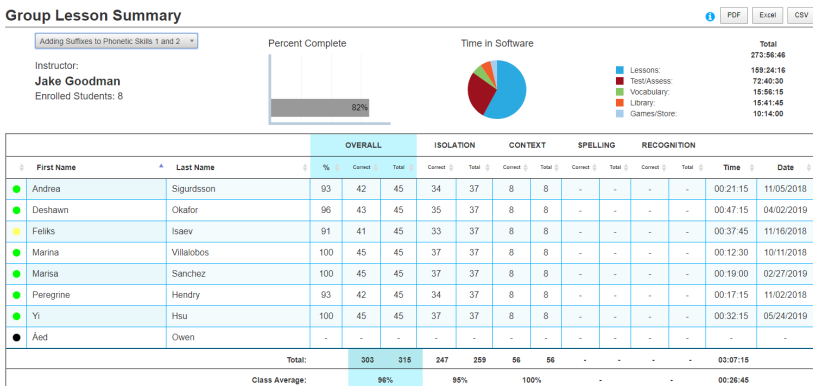 Group Lesson Summary
PDF Excel CSV
Adding Suffixes to Phonetic Skills 1 and 2
Instructor:
Jake Goodman
Enrolled Students: 8
Percent Complete
82%
Time in Software
Total
273:56:46
Lessons: 159:24:16
Test/Assess: 72:40:30
Vocabulary: 15:56:15
Library: 15:41:45
Games/Store: 10:14:00
OVERALL ISOLATION CONTEXT SPELLING RECOGNITION
First Name Last Name % Correct Total Correct Total Correct Total Correct Total Correct Total Time Date
Andrea Sigurdsson 93 42 45 34 37 8 8 - - - - 00:21:15 11/05/2018
Deshawn Okafor 96 43 45 35 37 8 8 - - - - 00:47:15 04/02/2019
Feliks Isaev 91 41 45 33 37 8 8 - - - - 00:37:45 11/16/2018
Marina Villalobos 100 45 45 37 37 8 8 - - - - 00:12:30 10/11/2018
Marisa Sanchez 100 45 45 37 37 8 8 - - - - 00:19:00 02/27/2019
Peregrine Hendry 93 42 45 34 37 8 8 - - - - 00:17:15 11/02/2018
Yi Hsu 100 45 45 37 37 8 8 - - - - 00:32:15 05/24/2019
Áed Owen - - - - - - - - - - - - -
Total: 303 315 247 259 56 56 - - - - 03:07:15
Class Average: 96% 95% 100% - - 00:26:45